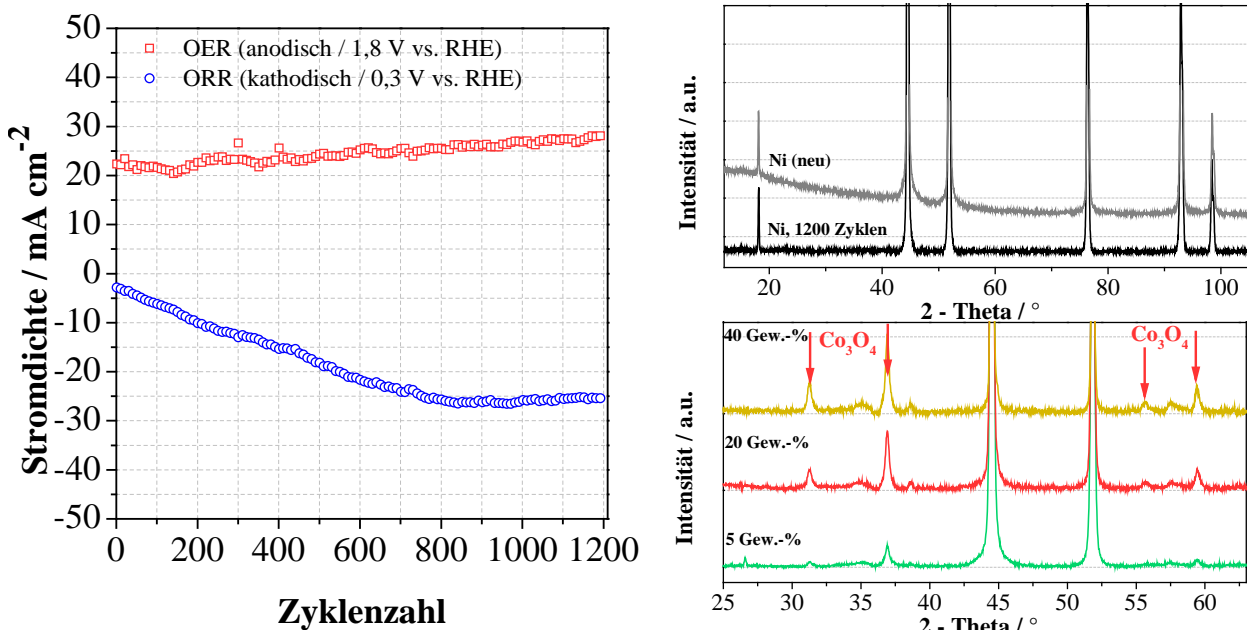 50
40
30
20
10
0
-10
-20
-30
-40
-50
Stromdichte / mA cm-2
OER (anodisch / 1,8 V vs. RHE)
ORR (kathodisch / 0,3 V vs. RHE)
0 200 400 600 800 1000 1200
Zyklenzahl
Intensität / a.u.
Ni (neu)
Ni, 1200 Zyklen
20 40 60 80 100
2 - Theta / °
Intensität / a.u.
40 Gew.-%
Co3O4
Co3O4
20 Gew.-%
5 Gew.-%
25 30 35 40 45 50 55 60
2 - Theta / °